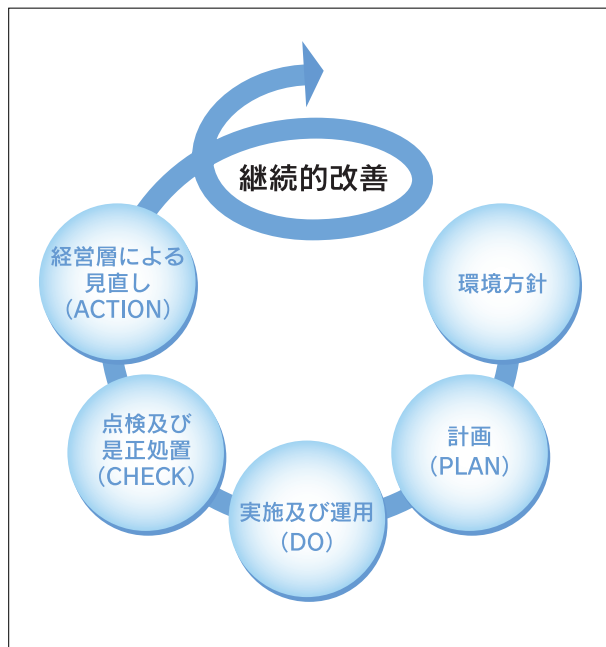 継続的改善
環境方針
計画
(PLAN)
実施及び運用
(DO)
点検及び
是正処置
(CHECK)
経営層による
見直し
(ACTION)